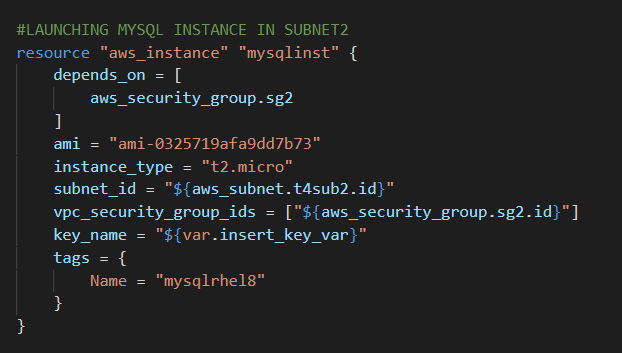 #LAUNCHING MYSQL INSTANCE IN SUBNET2
resource "aws_instance" "mysqlinst" {
    depends_on = [
        aws_security_group.sg2
    ]
    ami = "ami-0325719afa9dd7b73"
    instance_type = "t2.micro"
    subnet_id = "${aws_subnet.t4sub2.id}"
    vpc_security_group_ids = ["${aws_security_group.sg2.id}"]
    key_name = "${var.insert_key_var}"
    tags = {
        Name = "mysqlrhel8"
    }
}